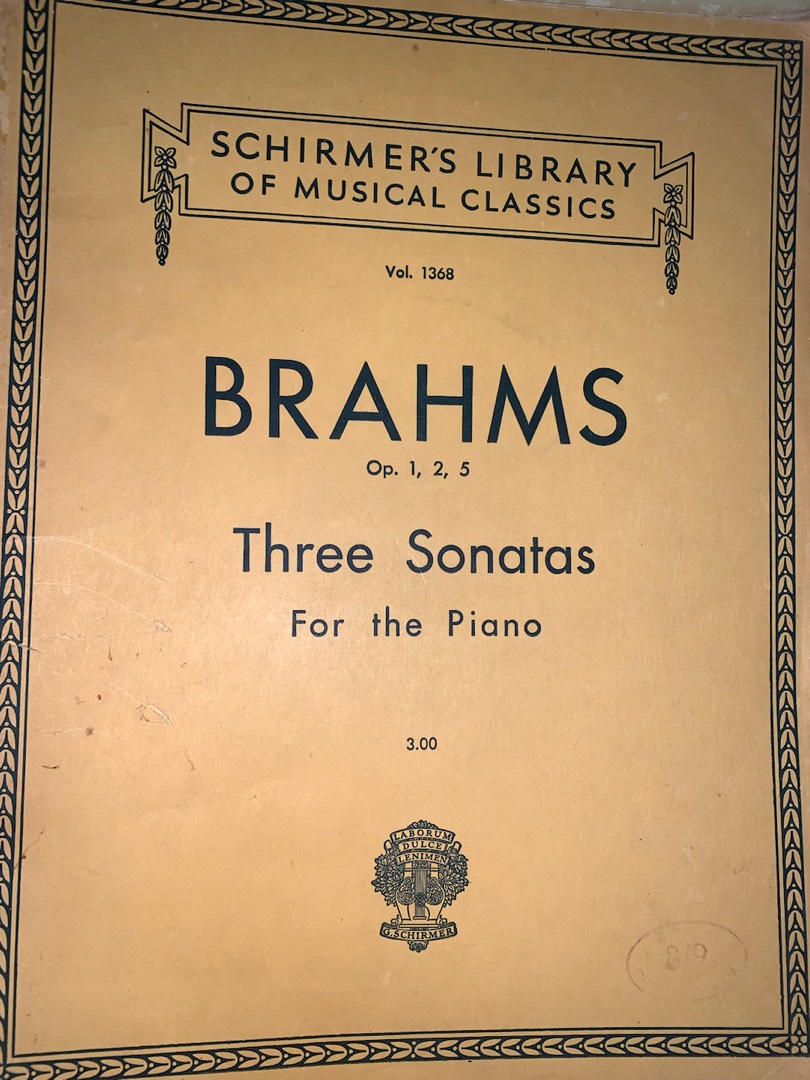 SCHIRMER'S LIBRARY
OF MUSICAL CLASSICS
Vol. 1368
BRAHMS
Op. 1, 2, 5
Three Sonatas
For the Piano
3.00
LABORUM
DULCE
LENIMEN
G. SCHIRMER
819